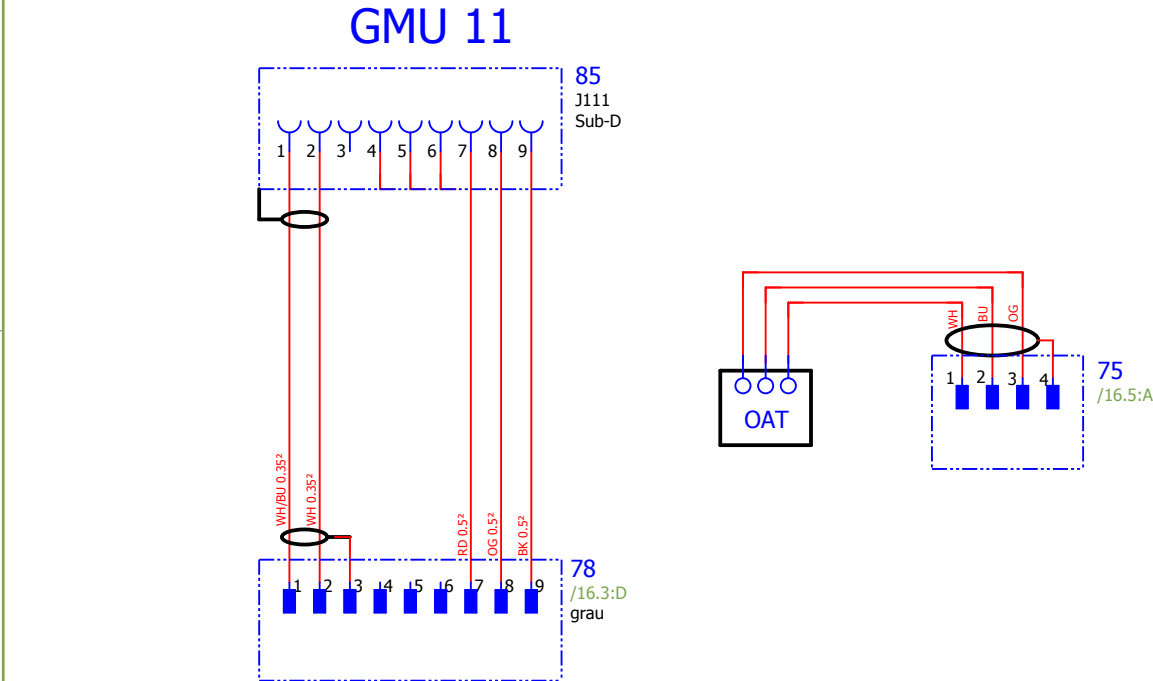 GMU 11
85
J111
Sub-D
1 2 3 4 5 6 7 8 9
WH/BU 0.35²
WH 0.35²
RD 0.5²
OG 0.5²
BK 0.5²
1 2 3 4 5 6 7 8 9
78
/16.3:D
grau
OAT
WH
BU
OG
1 2 3 4
75
/16.5:A